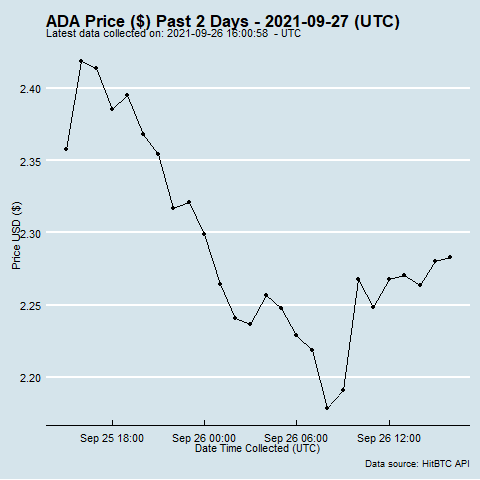 ADA Price ($) Past 2 Days - 2021-09-27 (UTC)
Latest data collected on: 2021-09-26 16:00:58 - UTC
2.40
2.35
2.30
2.25
2.20
Price USD ($)
Sep 25 18:00 Sep 26 00:00 Sep 26 06:00 Sep 26 12:00
Date Time Collected (UTC)
Data source: HitBTC API